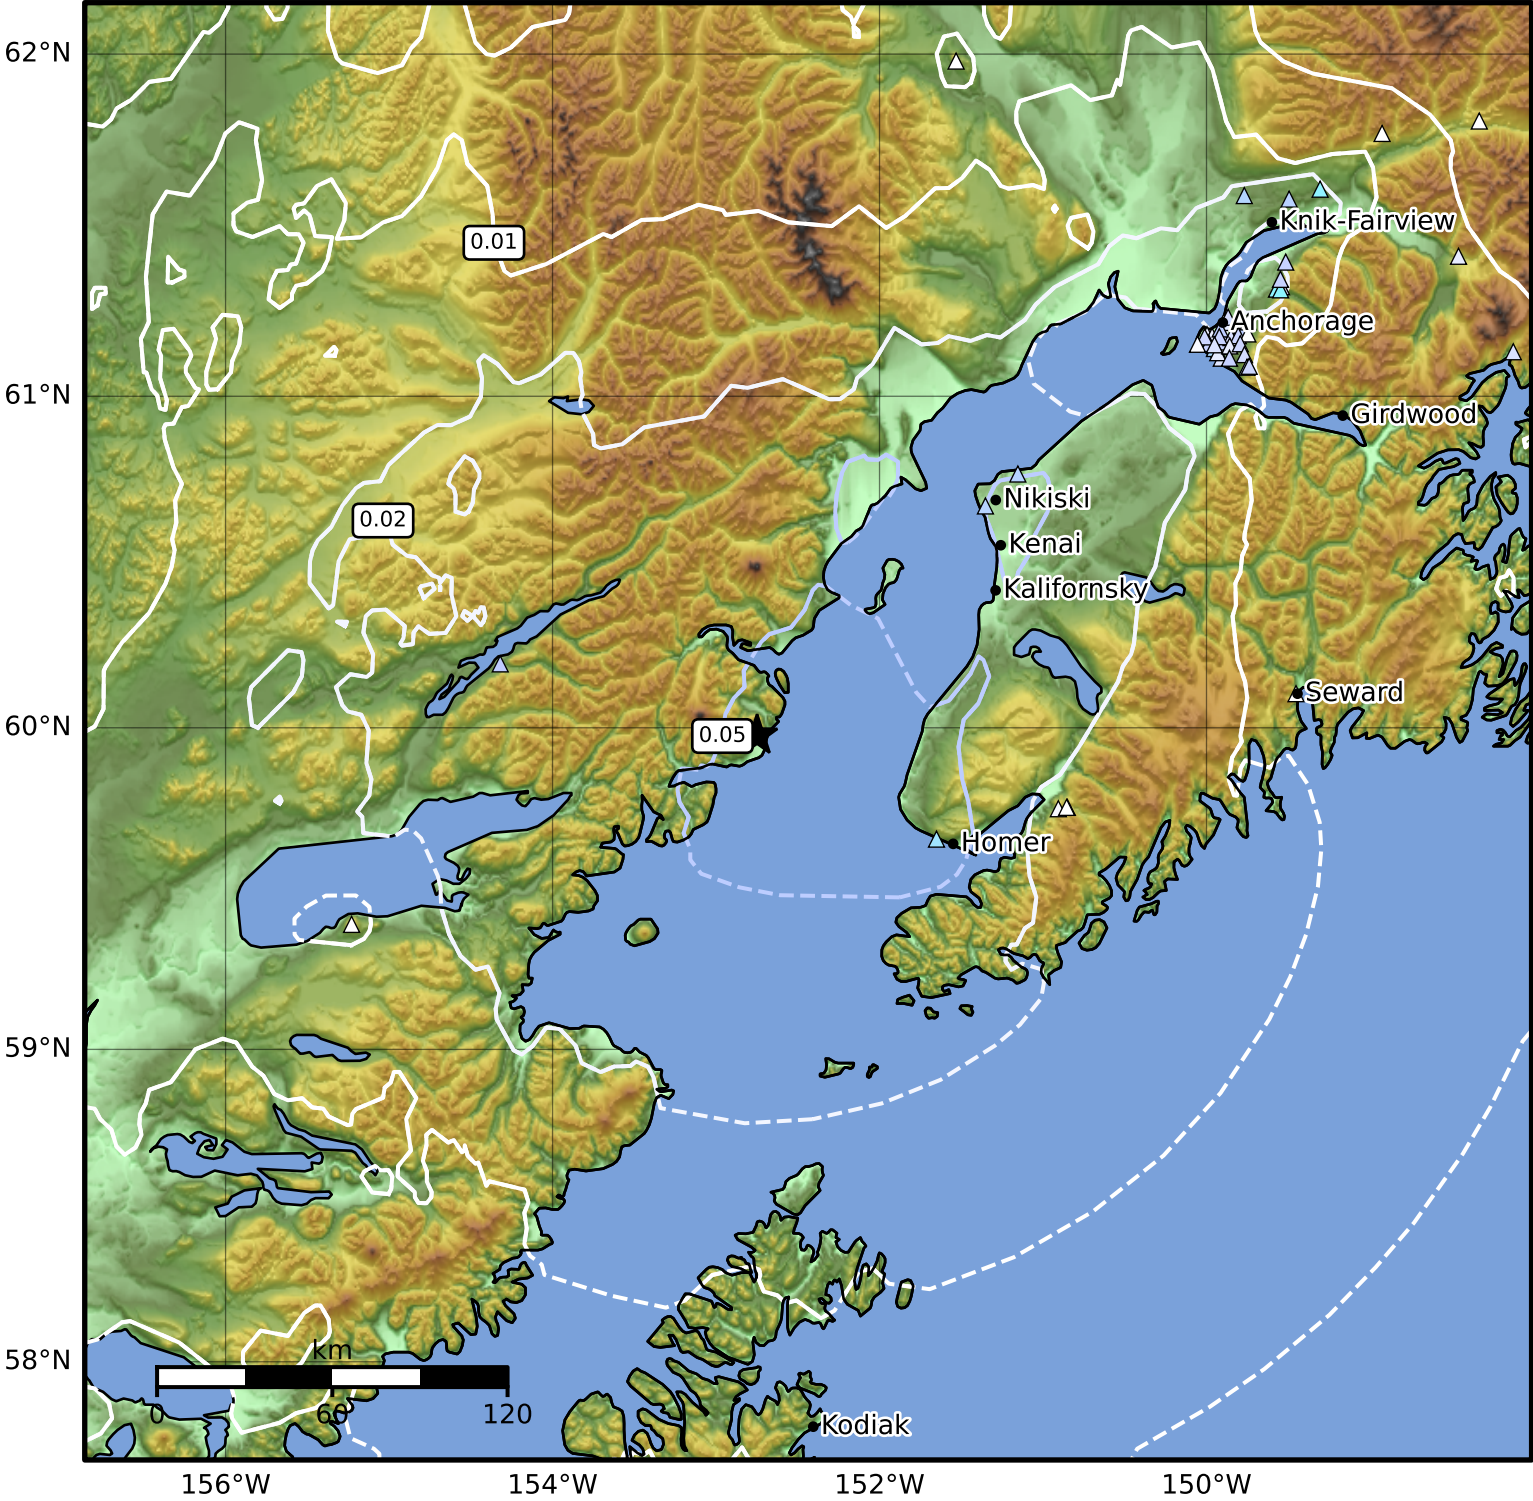 62°N
Knik-Fairview
0.01
Anchorage
61°N
Girdwood
Nikiski
0.02
Kenai
Kalifornsky
Seward
60°N
0.05
Homer
59°N
km
58°N
0 60 120
Kodiak
156°W 154°W 152°W 150°W